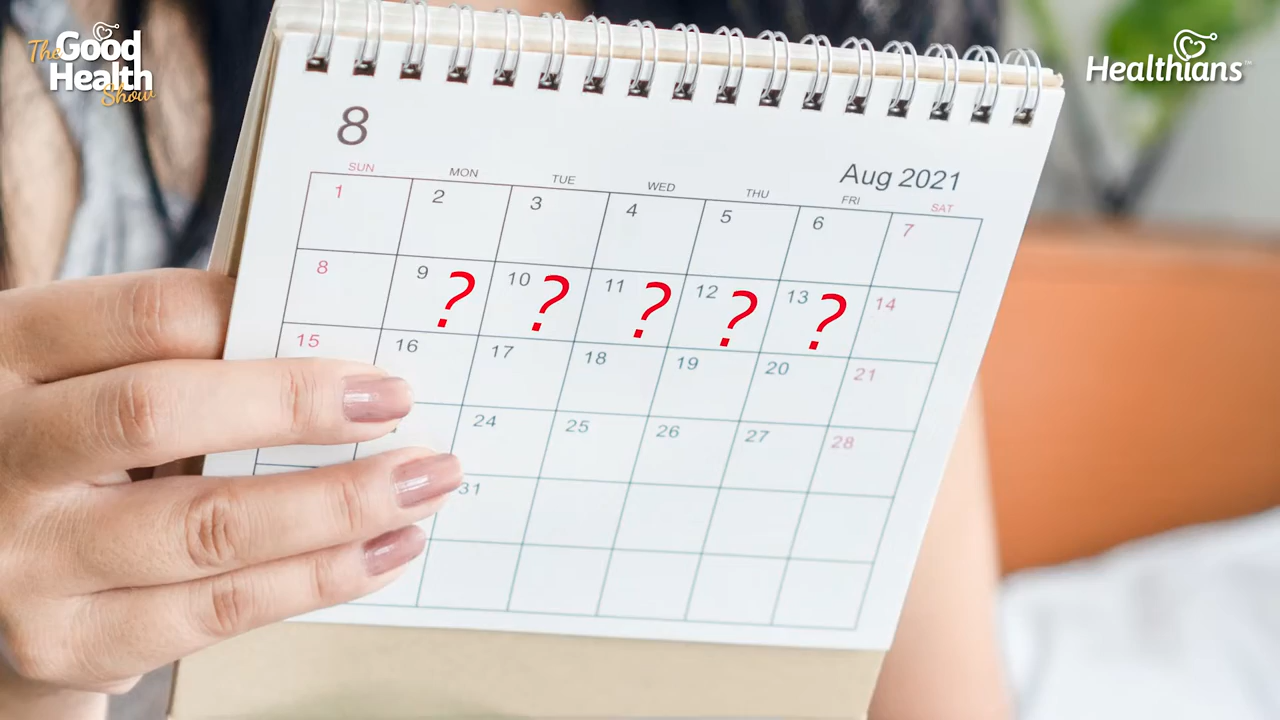 The
Good
Health
Show
Healthians
8
Aug 2021
SUN MON TUE WED THU FRI SAT
1 2 3 4 5 6 7
8 9 ? 10 ? 11 ? 12 ? 13 ? 14
15 16 17 18 19 20 21
24 25 26 27 28
31